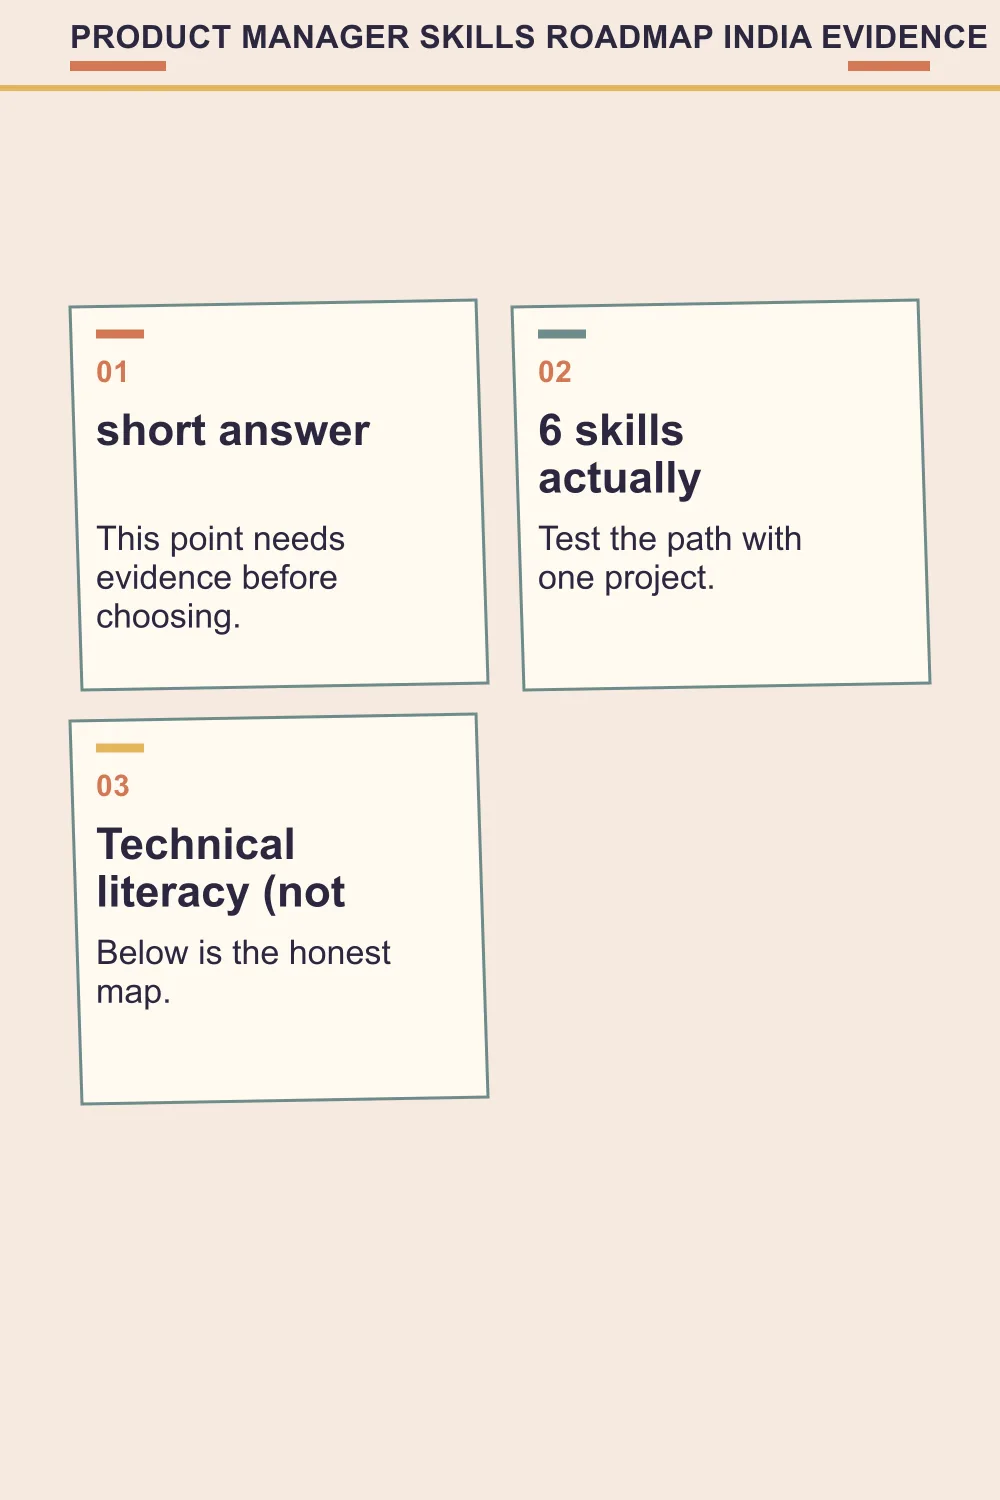 PRODUCT MANAGER SKILLS ROADMAP INDIA EVIDENCE
01
short answer
This point needs
evidence before
choosing.
02
6 skills
actually
Test the path with
one project.
03
Technical
literacy (not
Below is the honest
map.